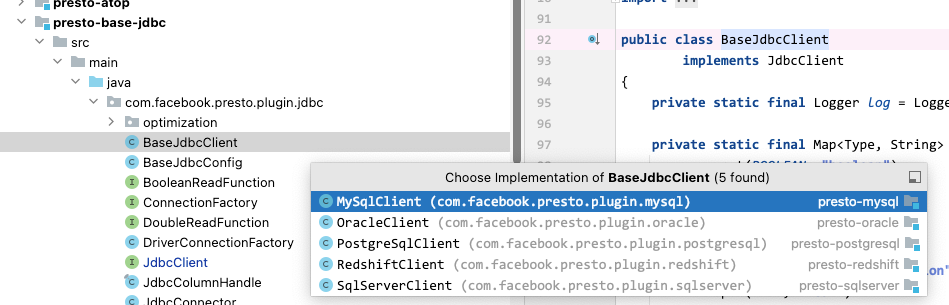 presto-atop
presto-base-jdbc
src
main
java
com.facebook.presto.plugin.jdbc
optimization
BaseJdbcClient
BaseJdbcConfig
BooleanReadFunction
ConnectionFactory
DoubleReadFunction
DriverConnectionFactory
JdbcClient
JdbcColumnHandle
JdbcConnector
import ...
91
92 public class BaseJdbcClient
93 implements JdbcClient
94 {
95 private static final Logger log = Logge
96
97 private static final Map<Type, String>
Choose Implementation of BaseJdbcClient (5 found)
MySqlClient (com.facebook.presto.plugin.mysql) presto-mysql
OracleClient (com.facebook.presto.plugin.oracle) presto-oracle
PostgreSqlClient (com.facebook.presto.plugin.postgresql) presto-postgresql
RedshiftClient (com.facebook.presto.plugin.redshift) presto-redshift
SqlServerClient (com.facebook.presto.plugin.sqlserver) presto-sqlserver